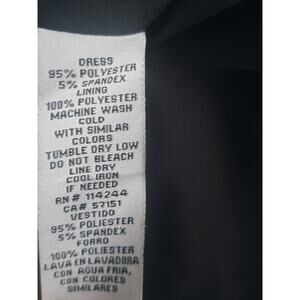 DRESS
95% POLYESTER
5% SPANDEX
LINING
100% POLYESTER
MACHINE WASH
COLD
WITH SIMILAR
COLORS
TUMBLE DRY LOW
DO NOT BLEACH
LINE DRY
COOL IRON
IF NEEDED
RN# 114244
CA# 57151
VESTIDO
95% POLIESTER
5% SPANDEX
FORRO
100% POLIESTER
LAVA EN LAVADORA
CON AGUA FRIA,
CON COLORES
SIMILARES